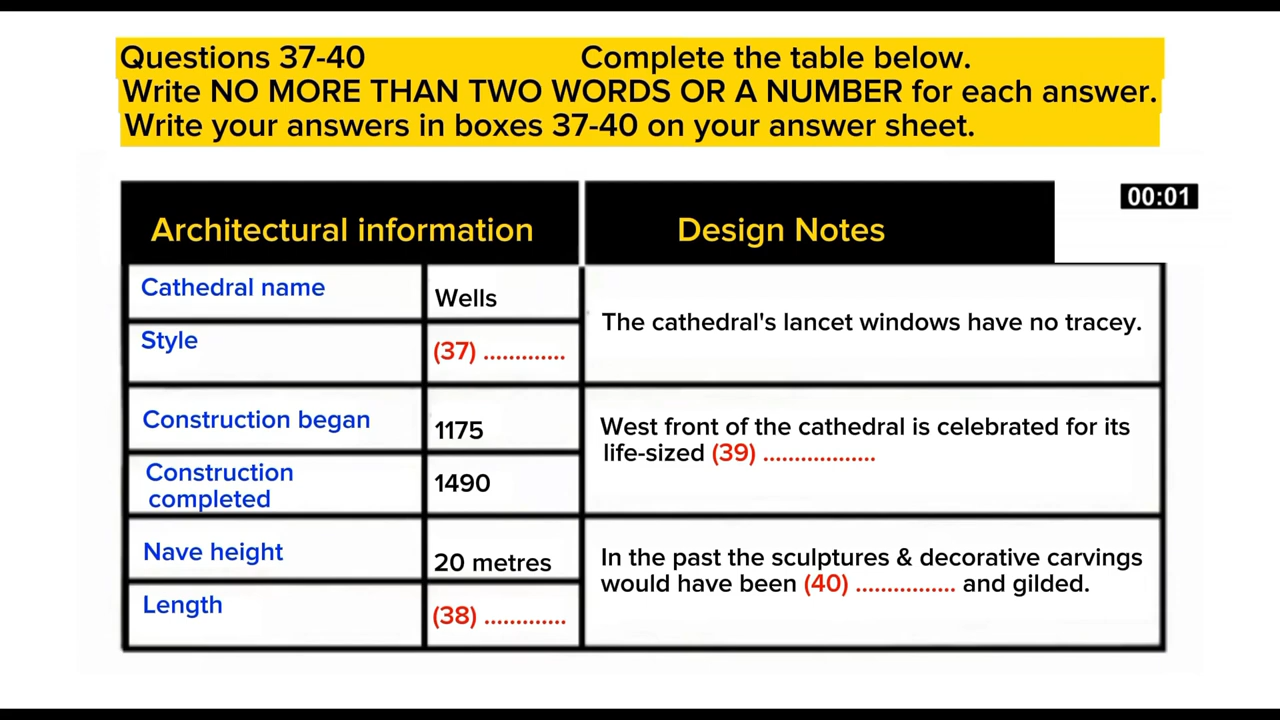 Questions 37-40 Complete the table below.
Write NO MORE THAN TWO WORDS OR A NUMBER for each answer.
Write your answers in boxes 37-40 on your answer sheet.
00:01
Architectural information Design Notes
Cathedral name Wells
The cathedral's lancet windows have no tracey.
Style (37) .............
Construction began 1175
West front of the cathedral is celebrated for its
life-sized (39) .................
Construction
completed 1490
Nave height 20 metres
In the past the sculptures & decorative carvings
would have been (40) ................ and gilded.
Length (38) .............